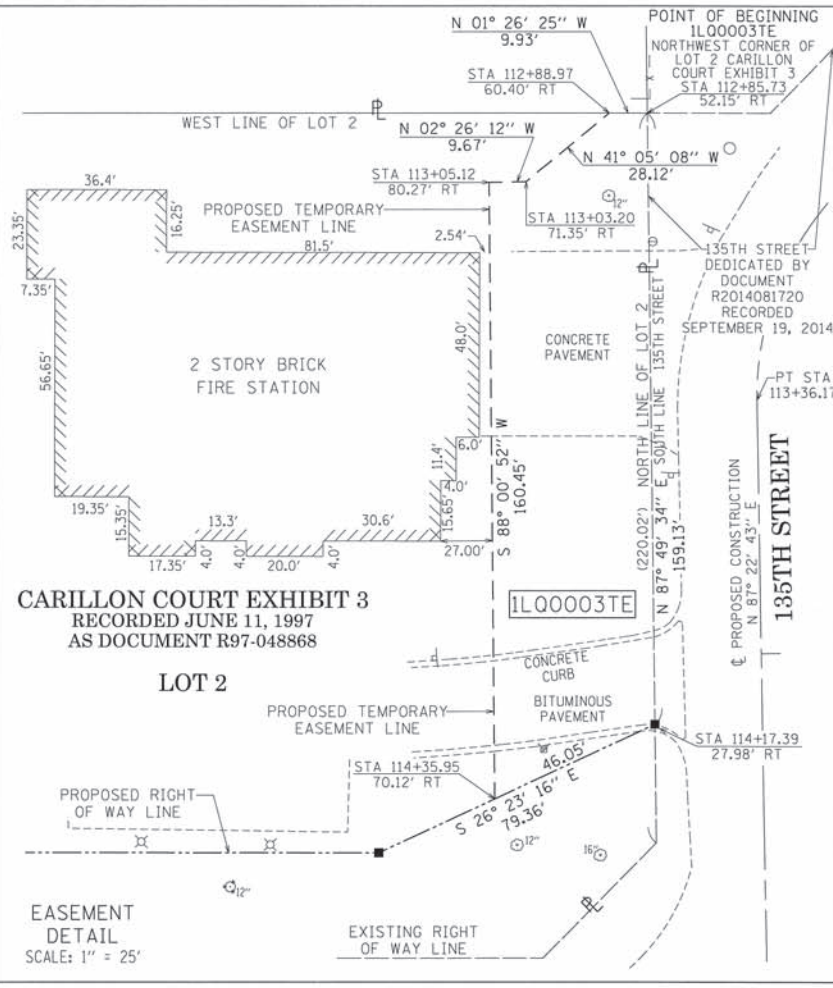 N 01° 26' 25" W
9.93'
POINT OF BEGINNING
1LQ0003TE
NORTHWEST CORNER OF
LOT 2 CARILLON
COURT EXHIBIT 3
STA 112+85.73
52.15' RT
STA 112+88.97
60.40' RT
PL
WEST LINE OF LOT 2
N 02° 26' 12" W
9.67'
N 41° 05' 08" W
28.12'
STA 113+05.12
80.27' RT
12"
STA 113+03.20
71.35' RT
36.4'
16.25'
23.35'
7.35'
PROPOSED TEMPORARY
EASEMENT LINE
81.5'
2.54'
135TH STREET
DEDICATED BY
DOCUMENT
R2014081720
RECORDED
SEPTEMBER 19, 2014
PL
CONCRETE
PAVEMENT
48.0'
56.65'
2 STORY BRICK
FIRE STATION
PT STA
113+36.17
(220.02') NORTH LINE OF LOT 2
SOUTH LINE 135TH STREET
N 87° 49' 34" E
159.13'
6.0'
11.4'
4.0'
15.65'
27.00'
S 88° 00' 52" W
160.45'
19.35'
15.35'
17.35'
4.0'
13.3'
4.0'
20.0'
4.0'
30.6'
CL PROPOSED CONSTRUCTION
N 87° 22' 43" E
135TH STREET
CARILLON COURT EXHIBIT 3
RECORDED JUNE 11, 1997
AS DOCUMENT R97-048868
LOT 2
1LQ0003TE
CONCRETE
CURB
BITUMINOUS
PAVEMENT
PROPOSED TEMPORARY
EASEMENT LINE
STA 114+17.39
27.98' RT
STA 114+35.95
70.12' RT
46.05'
S 26° 23' 16" E
79.36'
PROPOSED RIGHT
OF WAY LINE
12"
16"
12"
PL
EASEMENT
DETAIL
SCALE: 1" = 25'
EXISTING RIGHT
OF WAY LINE